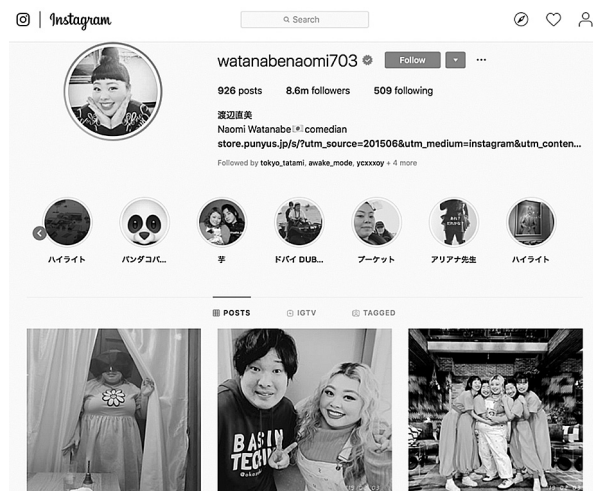 Instagram
Search
watanabenaomi703
Follow
926 posts 8.6m followers 509 following
渡辺直美
Naomi Watanabe🇯🇵comedian
store.punyus.jp/s/?utm_source=201506&utm_medium=instagram&utm_conten...
Followed by tokyo_tatami, awake_mode, ycxxxoy + 4 more
ハイライト パンダコパ... 芋 ドバイ DUB... プーケット アリアナ先生 ハイライト
POSTS IGTV TAGGED